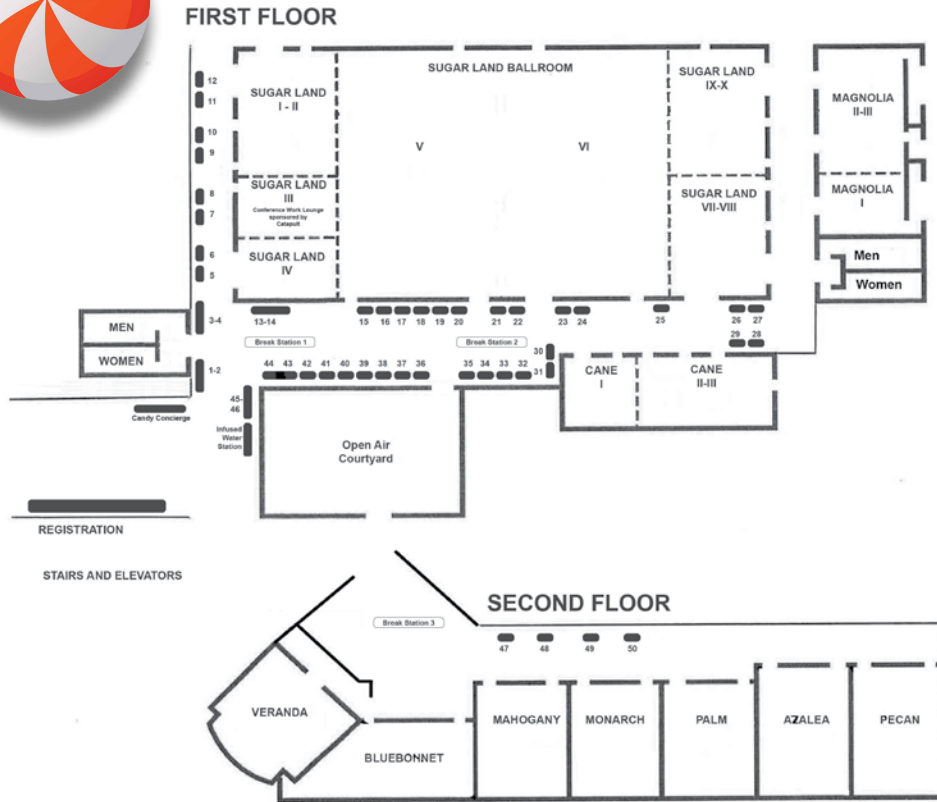 FIRST FLOOR
SUGAR LAND BALLROOM
SUGAR LAND
I - II
V
VI
SUGAR LAND
IX-X
MAGNOLIA
II-III
MAGNOLIA
I
Men
Women
12
11
10
9
8
7
6
5
3-4
1-2
SUGAR LAND
III
Conference Work Lounge
sponsored by
Catapult
SUGAR LAND
IV
SUGAR LAND
VII-VIII
MEN
WOMEN
13-14
15 16 17 18 19 20 21 22 23 24 25 26 27
29 28
Break Station 1
Break Station 2
30
31
44 43 42 41 40 39 38 37 36 35 34 33 32
CANE
I
CANE
II-III
45-
46
Candy Concierge
Infused
Water
Station
Open Air
Courtyard
REGISTRATION
STAIRS AND ELEVATORS
SECOND FLOOR
Break Station 3
47 48 49 50
VERANDA
BLUEBONNET
MAHOGANY
MONARCH
PALM
AZALEA
PECAN